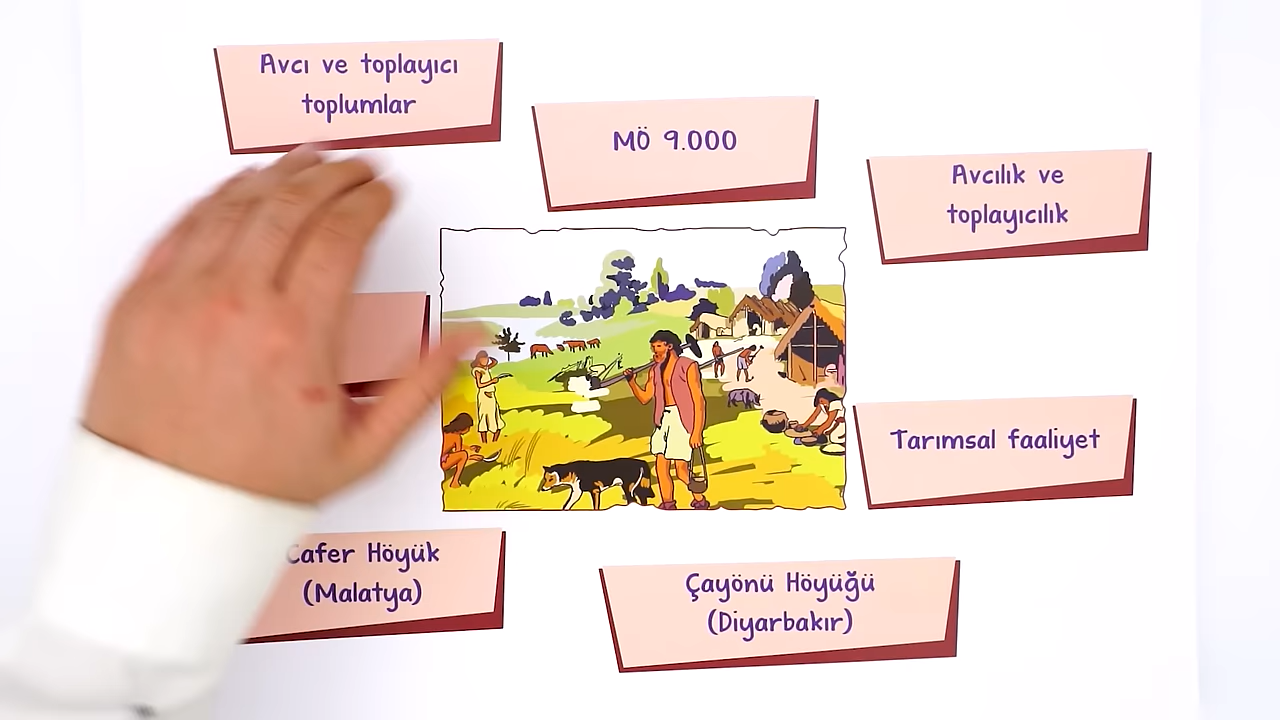 Avcı ve toplayıcı
toplumlar
MÖ 9.000
Avcılık ve
toplayıcılık
Tarımsal faaliyet
Cafer Höyük
(Malatya)
Çayönü Höyüğü
(Diyarbakır)